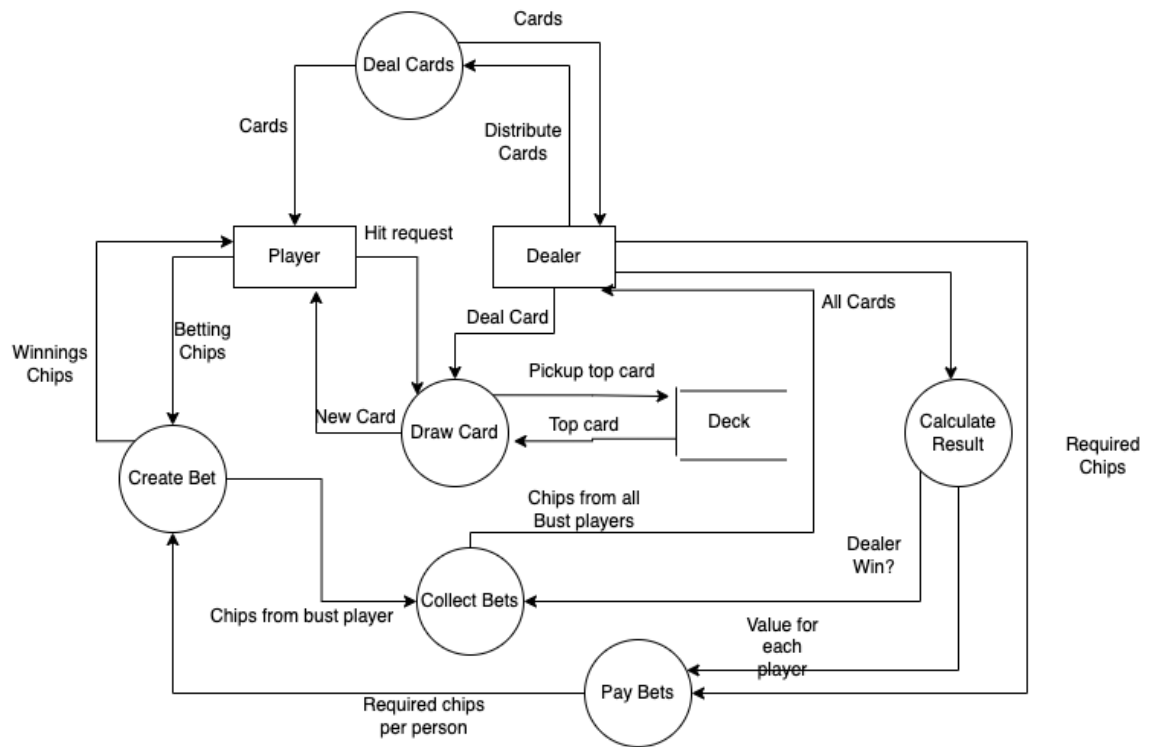 Cards
Deal Cards
Cards
Distribute
Cards
Hit request
Player
Dealer
All Cards
Deal Card
Betting
Chips
Winnings
Chips
Pickup top card
New Card
Draw Card
Top card
Deck
Calculate
Result
Required
Chips
Create Bet
Chips from all
Bust players
Dealer
Win?
Collect Bets
Chips from bust player
Value for
each
player
Pay Bets
Required chips
per person